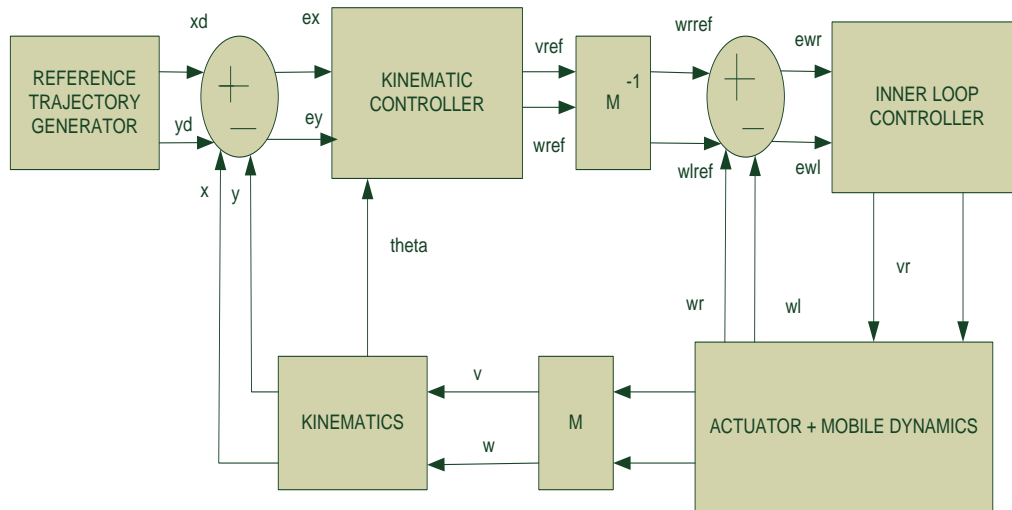 xd
ex
vref
wrref
ewr
REFERENCE
TRAJECTORY
GENERATOR
+
−
KINEMATIC
CONTROLLER
M
-1
+
−
INNER LOOP
CONTROLLER
yd
ey
wref
wlref
ewl
x
y
theta
vr
wr
wl
v
KINEMATICS
M
ACTUATOR + MOBILE DYNAMICS
w